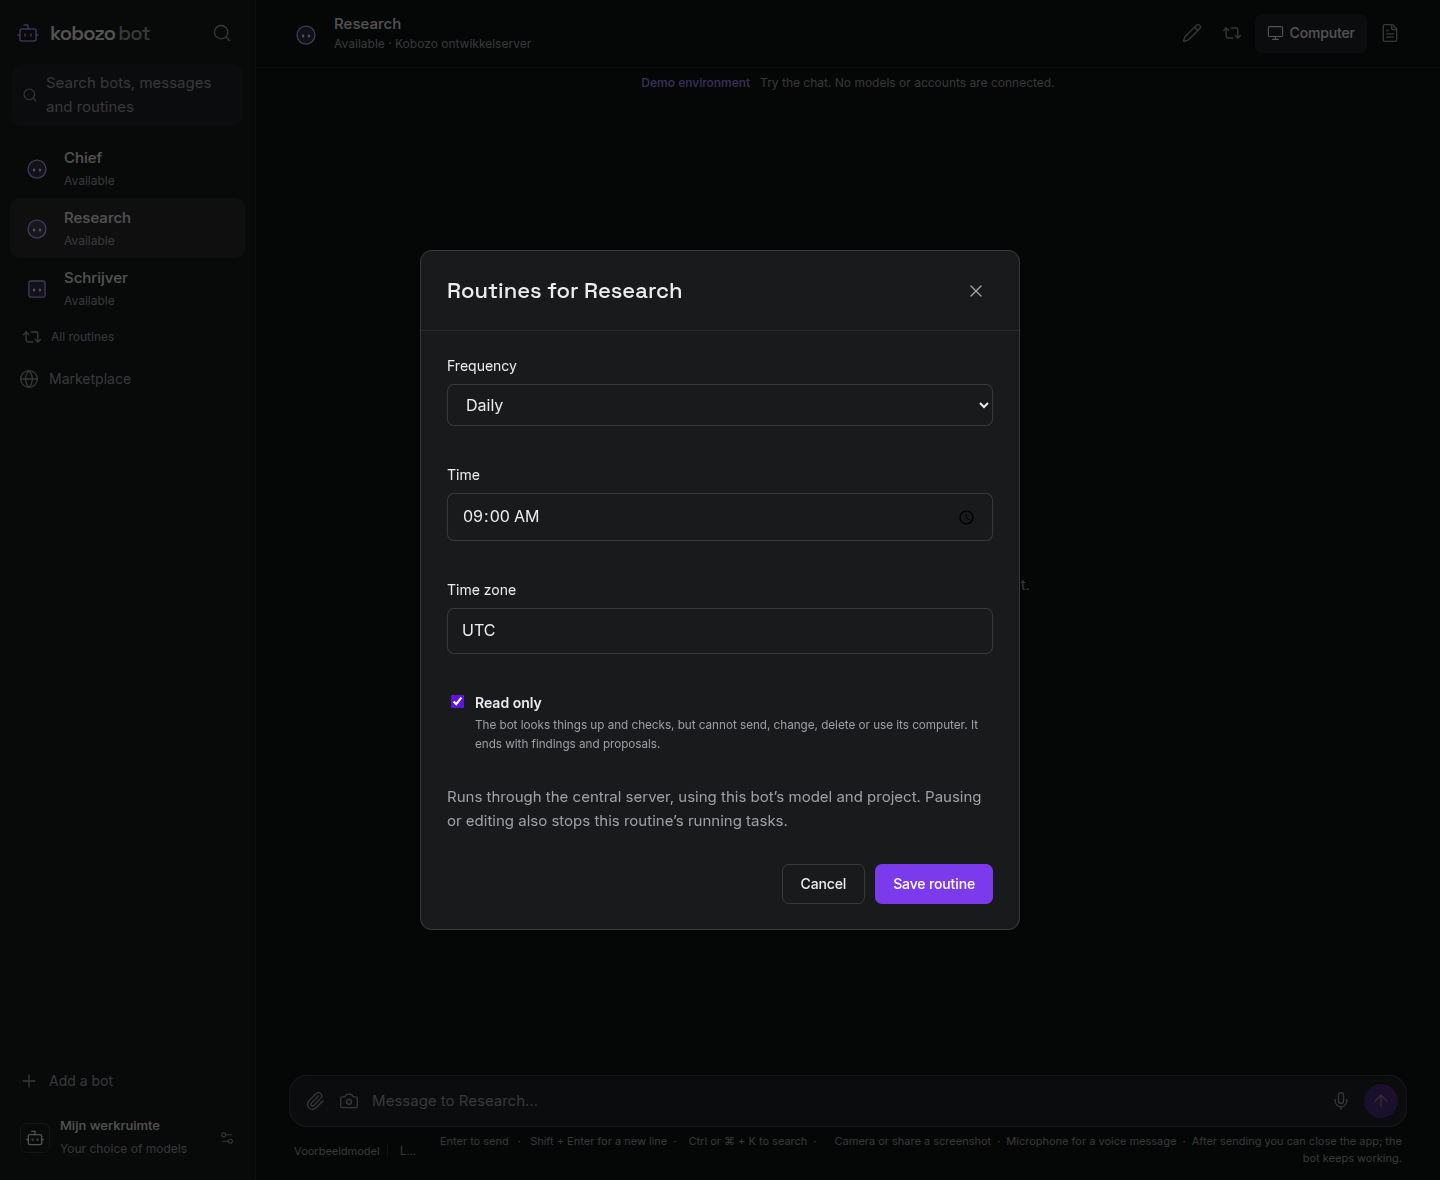 kobozo bot
Search bots, messages
and routines
Chief
Available
Research
Available
Schrijver
Available
All routines
Marketplace
Add a bot
Mijn werkruimte
Your choice of models
Research
Available · Kobozo ontwikkelserver
Computer
Demo environment Try the chat. No models or accounts are connected.
t.
Routines for Research
Frequency
Daily
Time
09:00 AM
Time zone
UTC
Read only
The bot looks things up and checks, but cannot send, change, delete or use its computer. It
ends with findings and proposals.
Runs through the central server, using this bot’s model and project. Pausing
or editing also stops this routine’s running tasks.
Cancel
Save routine
Message to Research...
Voorbeeldmodel
L...
Enter to send · Shift + Enter for a new line · Ctrl or ⌘ + K to search · Camera or share a screenshot · Microphone for a voice message · After sending you can close the app; the
bot keeps working.